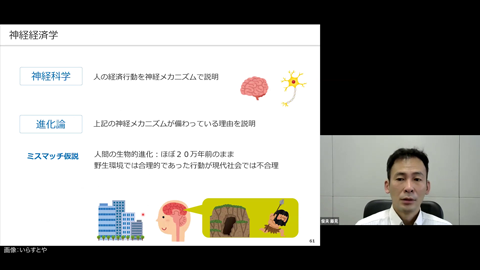 神経経済学
神経科学
人の経済行動を神経メカニズムで説明
進化論
上記の神経メカニズムが備わっている理由を説明
ミスマッチ仮説
人間の生物的進化：ほぼ２０万年前のまま
野生環境では合理的であった行動が現代社会では不合理
61
画像：いらすとや